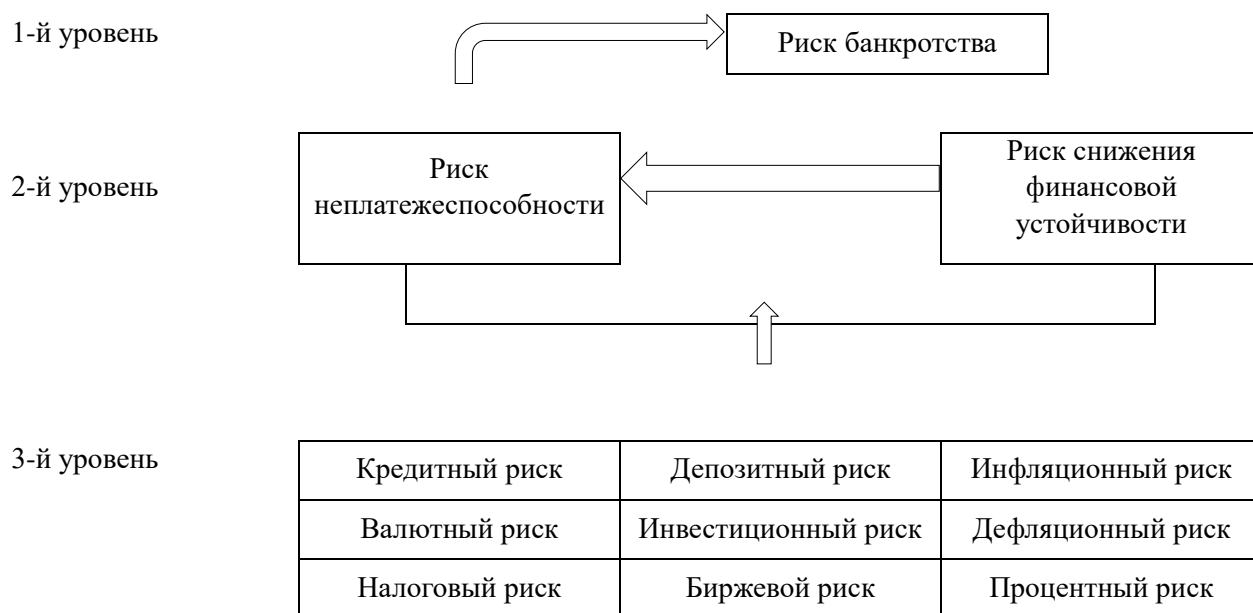 1-й уровень
Риск банкротства
2-й уровень
Риск
неплатежеспособности
Риск снижения
финансовой
устойчивости
3-й уровень
Кредитный риск
Депозитный риск
Инфляционный риск
Валютный риск
Инвестиционный риск
Дефляционный риск
Налоговый риск
Биржевой риск
Процентный риск